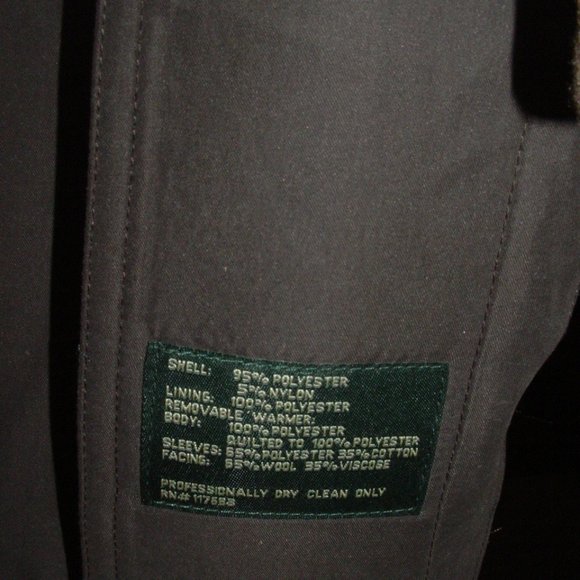 SHELL: 95% POLYESTER
5% NYLON
LINING: 100% POLYESTER
REMOVABLE WARMER:
BODY: 100% POLYESTER
QUILTED TO 100% POLYESTER
SLEEVES: 65% POLYESTER 35% COTTON
FACING: 65% WOOL 35% VISCOSE
PROFESSIONALLY DRY CLEAN ONLY
RN#